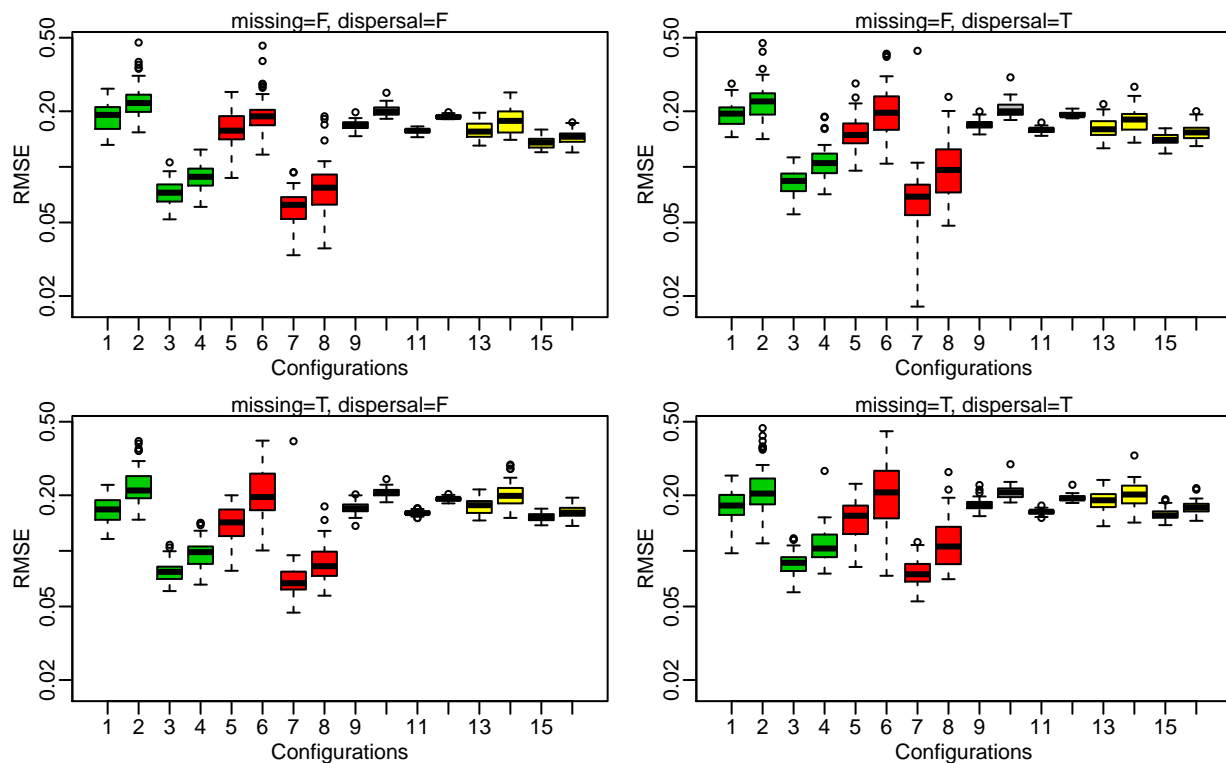 missing=F, dispersal=F
RMSE
0.50
0.20
0.05
0.02
1 2 3 4 5 6 7 8 9 11 13 15
Configurations
missing=F, dispersal=T
RMSE
0.50
0.20
0.05
0.02
1 2 3 4 5 6 7 8 9 11 13 15
Configurations
missing=T, dispersal=F
RMSE
0.50
0.20
0.05
0.02
1 2 3 4 5 6 7 8 9 11 13 15
Configurations
missing=T, dispersal=T
RMSE
0.50
0.20
0.05
0.02
1 2 3 4 5 6 7 8 9 11 13 15
Configurations